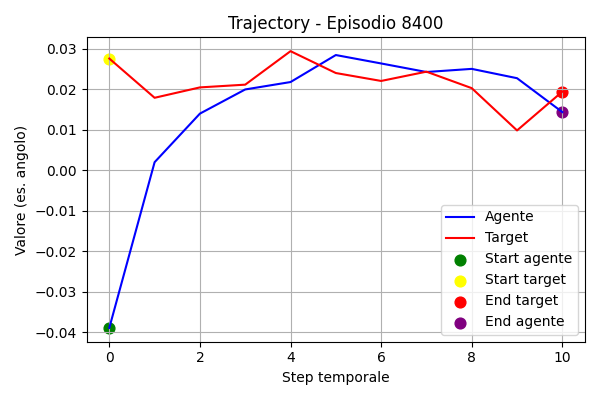 Trajectory - Episodio 8400
Valore (es. angolo)
0.03
0.02
0.01
0.00
−0.01
−0.02
−0.03
−0.04
0
2
4
6
8
10
Step temporale
Agente
Target
Start agente
Start target
End target
End agente